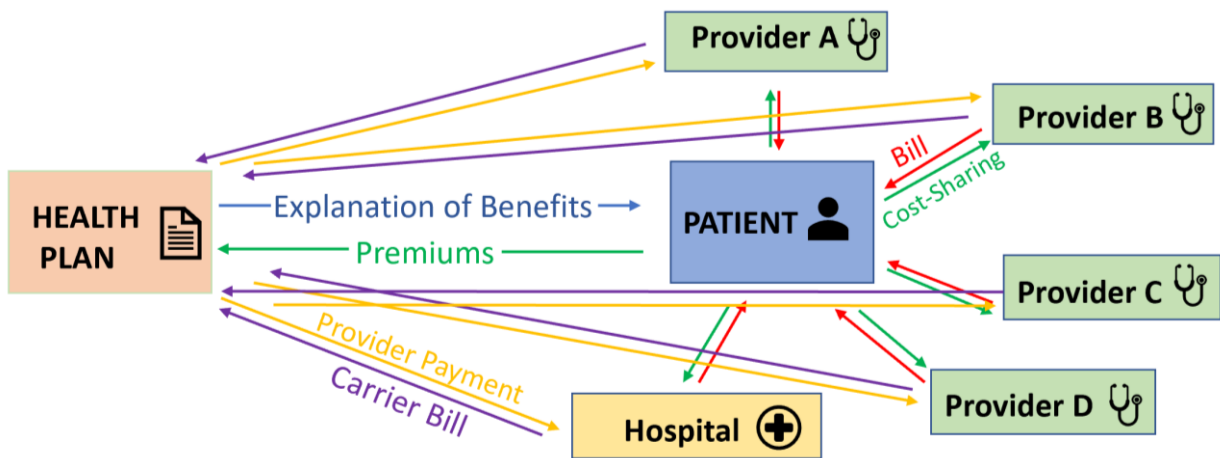 Provider A
Provider B
Bill
Cost-Sharing
HEALTH
PLAN
Explanation of Benefits
PATIENT
Premiums
Provider C
Provider Payment
Carrier Bill
Provider D
Hospital